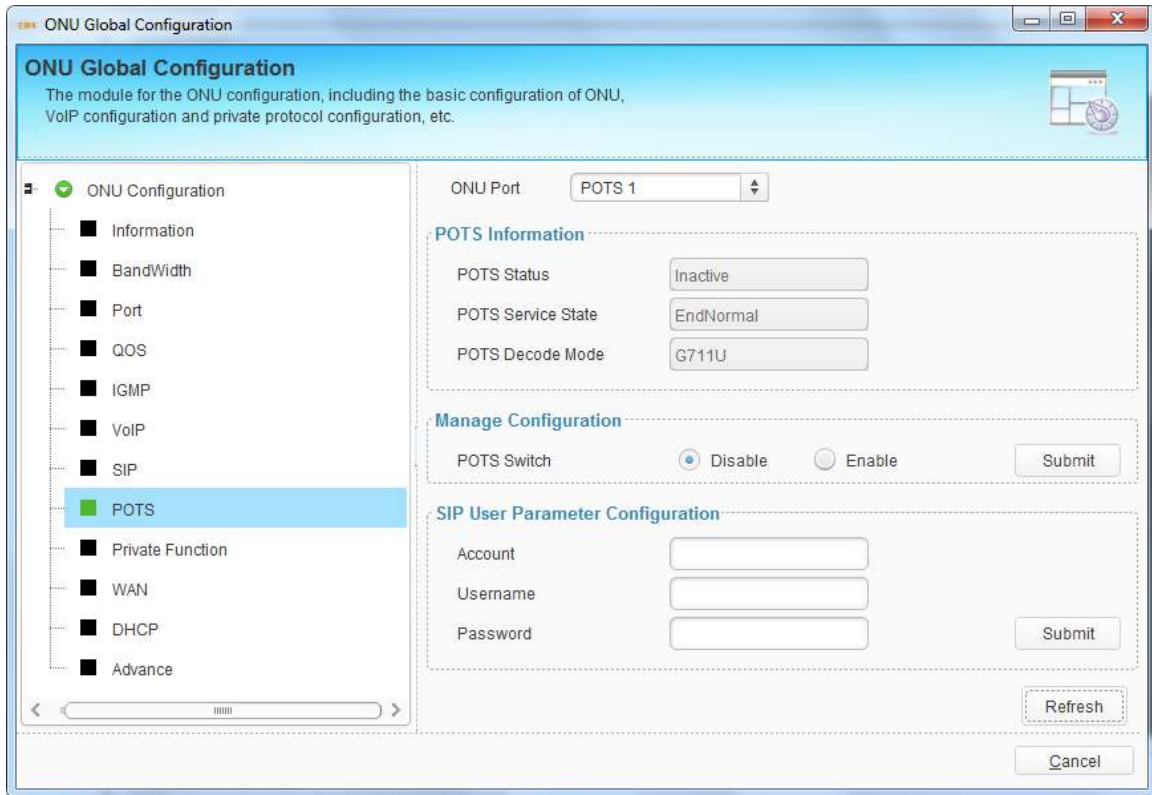 EMS ONU Global Configuration
ONU Global Configuration
The module for the ONU configuration, including the basic configuration of ONU,
VoIP configuration and private protocol configuration, etc.
ONU Configuration
Information
BandWidth
Port
QOS
IGMP
VoIP
SIP
POTS
Private Function
WAN
DHCP
Advance
ONU Port POTS 1
POTS Information
POTS Status Inactive
POTS Service State EndNormal
POTS Decode Mode G711U
Manage Configuration
POTS Switch Disable Enable Submit
SIP User Parameter Configuration
Account
Username
Password Submit
Refresh
Cancel